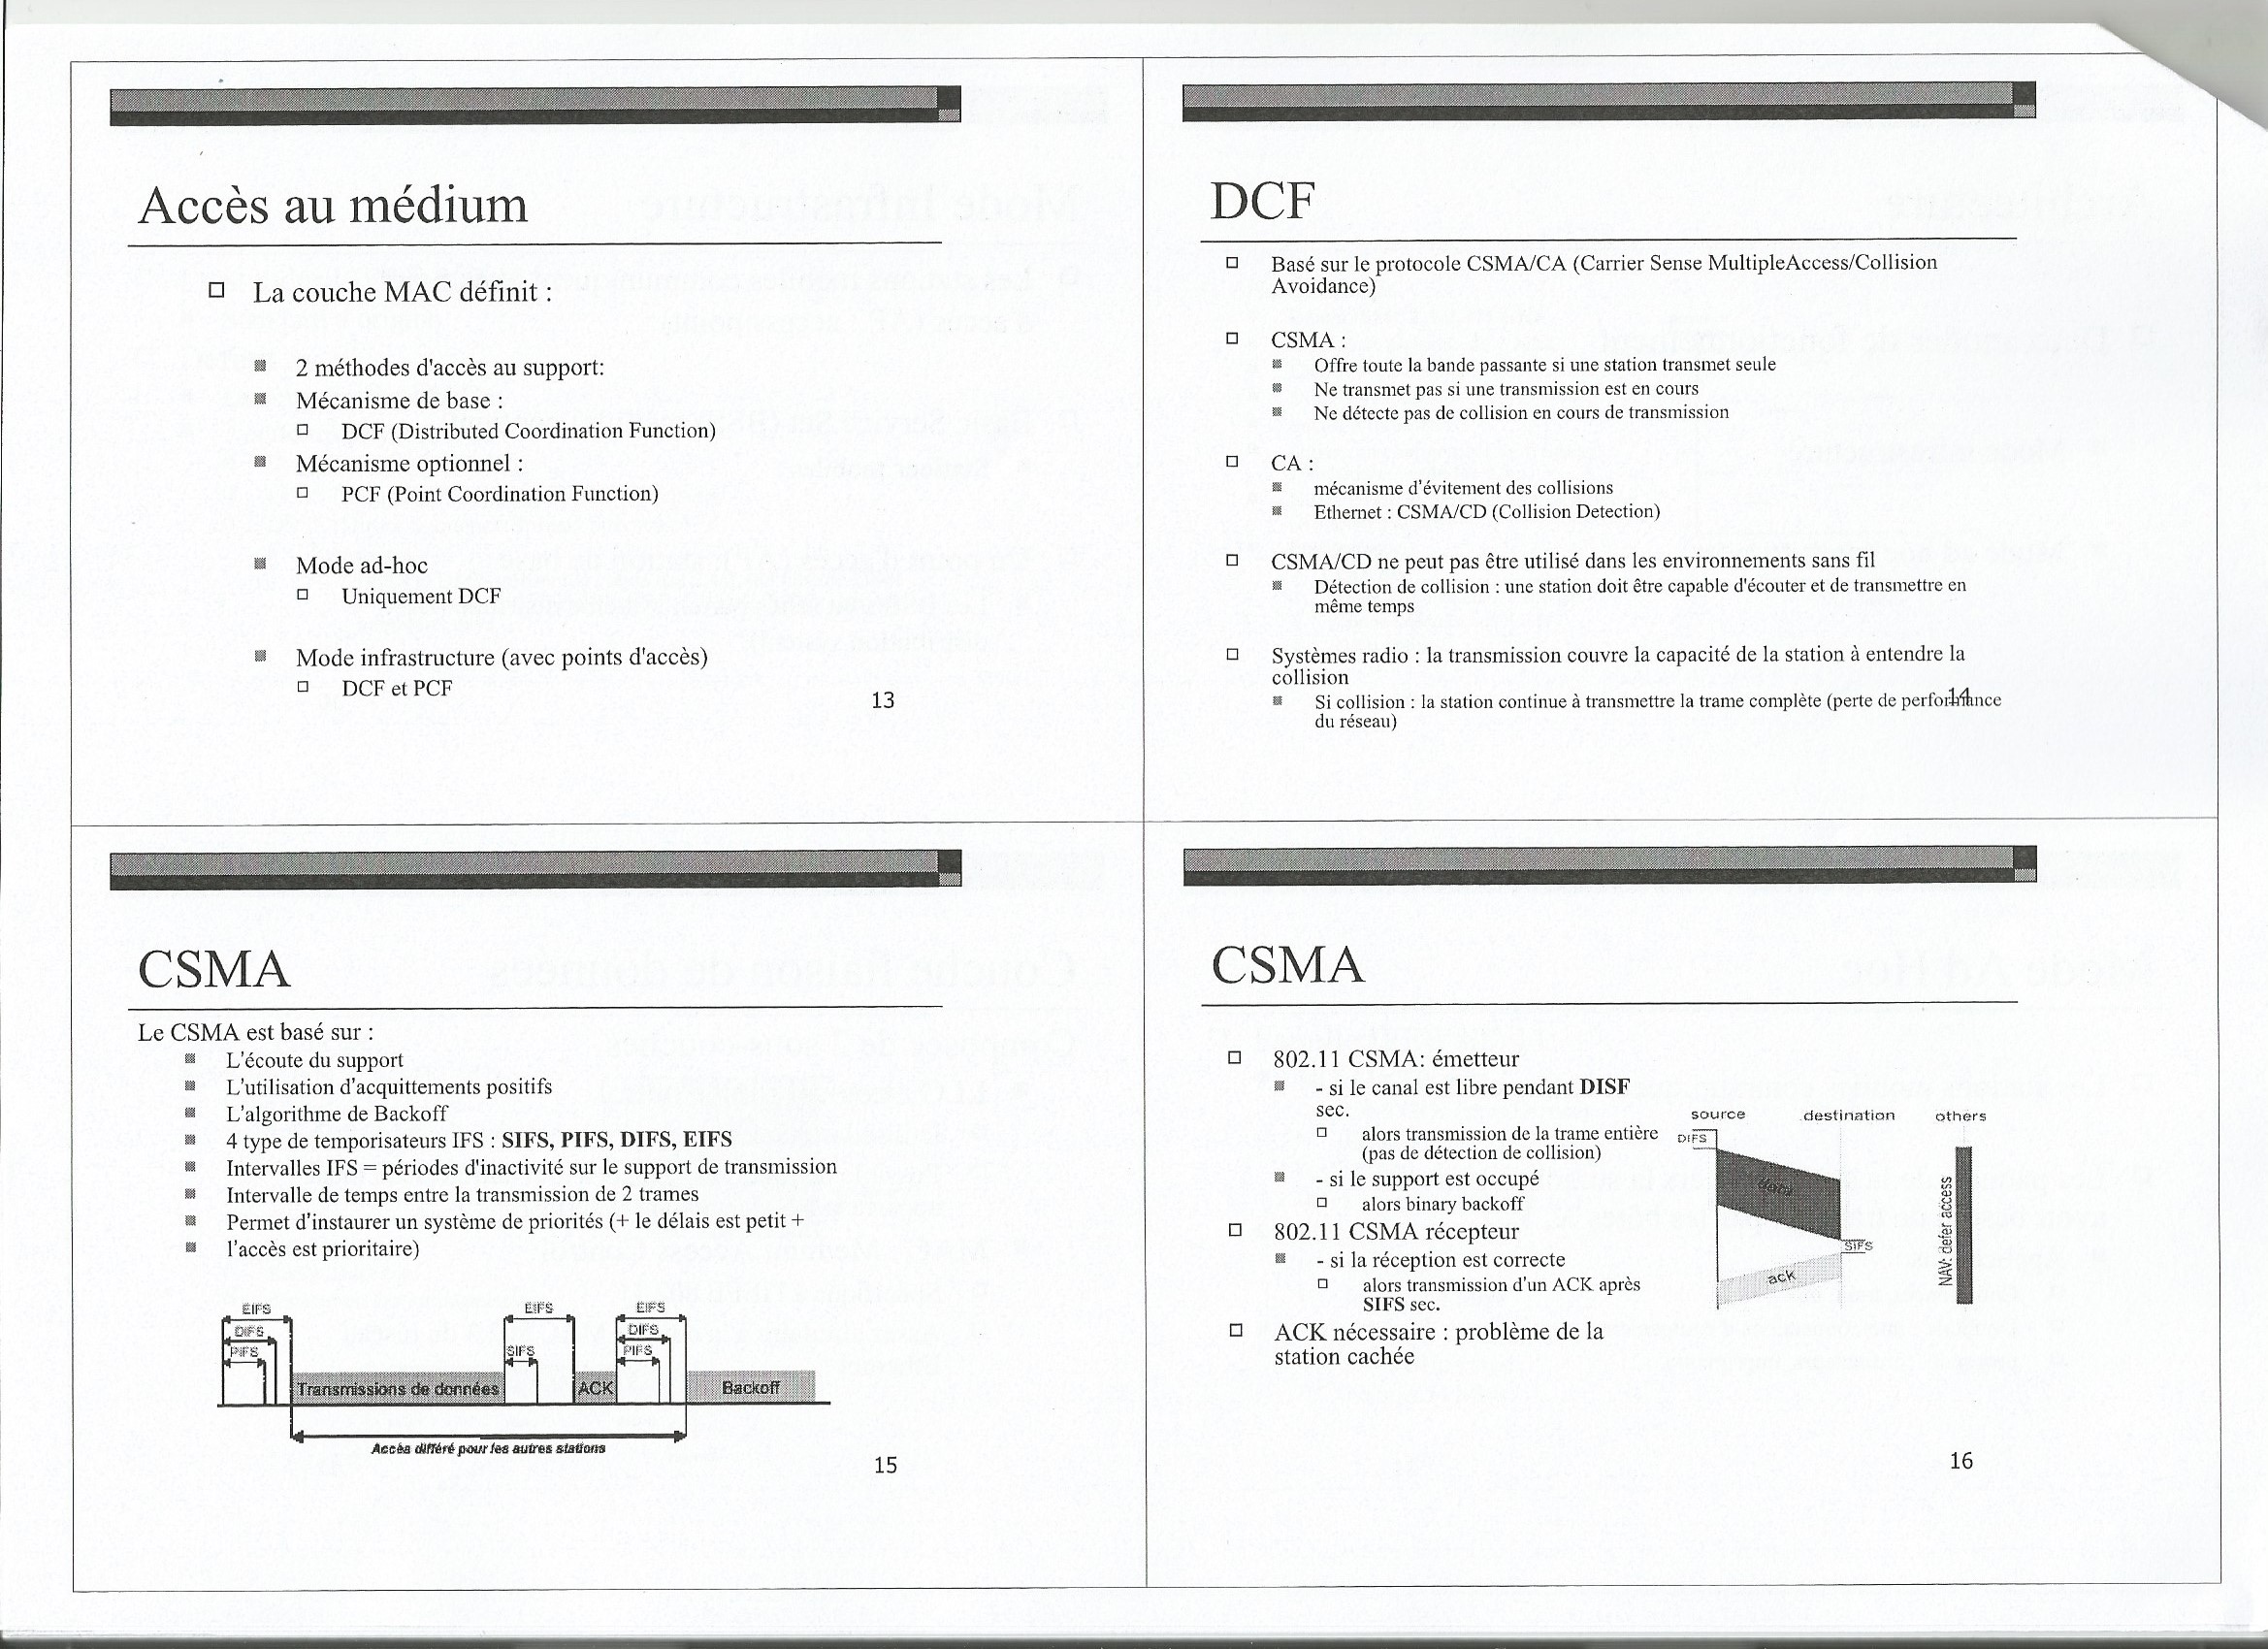 Accès au médium
La couche MAC définit :
2 méthodes d'accès au support:
Mécanisme de base :
DCF (Distributed Coordination Function)
Mécanisme optionnel :
PCF (Point Coordination Function)
Mode ad-hoc
Uniquement DCF
Mode infrastructure (avec points d'accès)
DCF et PCF
13
DCF
Basé sur le protocole CSMA/CA (Carrier Sense MultipleAccess/Collision
Avoidance)
CSMA :
Offre toute la bande passante si une station transmet seule
Ne transmet pas si une transmission est en cours
Ne détecte pas de collision en cours de transmission
CA :
mécanisme d'évitement des collisions
Ethernet : CSMA/CD (Collision Detection)
CSMA/CD ne peut pas être utilisé dans les environnements sans fil
Détection de collision : une station doit être capable d'écouter et de transmettre en
même temps
Systèmes radio : la transmission couvre la capacité de la station à entendre la
collision
Si collision : la station continue à transmettre la trame complète (perte de performance
du réseau)
14
CSMA
Le CSMA est basé sur :
L'écoute du support
L'utilisation d'acquittements positifs
L'algorithme de Backoff
4 type de temporisateurs IFS : SIFS, PIFS, DIFS, EIFS
Intervalles IFS = périodes d'inactivité sur le support de transmission
Intervalle de temps entre la transmission de 2 trames
Permet d'instaurer un système de priorités (+ le délais est petit +
l'accès est prioritaire)
EIFS EIFS EIFS
DIFS DIFS
PIFS SIFS PIFS
Transmissions de données ACK Backoff
Accès différé pour les autres stations
15
CSMA
802.11 CSMA: émetteur
- si le canal est libre pendant DISF
sec.
alors transmission de la trame entière
(pas de détection de collision)
- si le support est occupé
alors binary backoff
802.11 CSMA récepteur
- si la réception est correcte
alors transmission d'un ACK après
SIFS sec.
ACK nécessaire : problème de la
station cachée
source destination others
DIFS
data
SIFS
ack
NAV: defer access
16